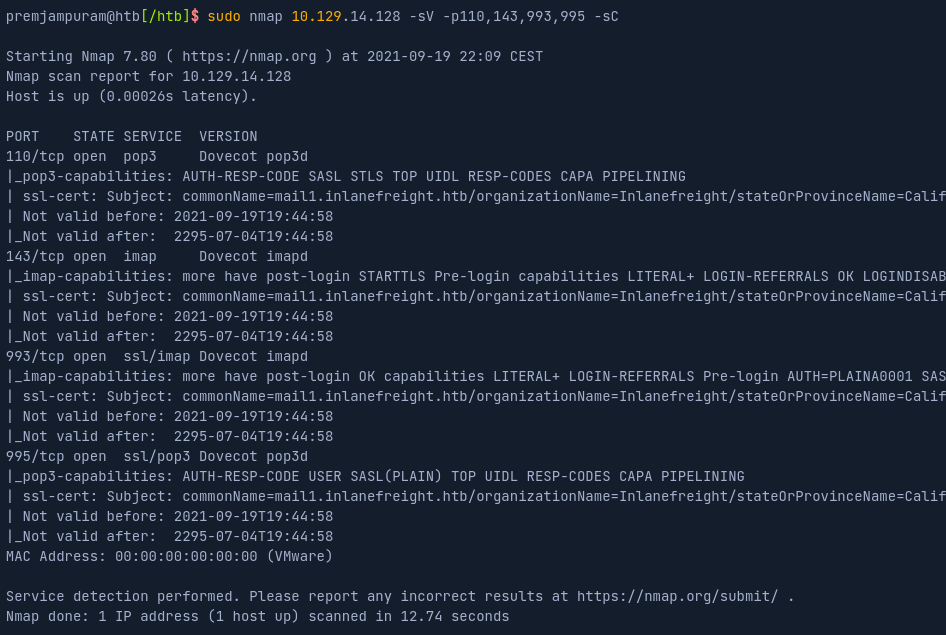 premjampuram@htb[/htb]$ sudo nmap 10.129.14.128 -sV -p110,143,993,995 -sC
Starting Nmap 7.80 ( https://nmap.org ) at 2021-09-19 22:09 CEST
Nmap scan report for 10.129.14.128
Host is up (0.00026s latency).
PORT    STATE SERVICE  VERSION
110/tcp open  pop3     Dovecot pop3d
|_pop3-capabilities: AUTH-RESP-CODE SASL STLS TOP UIDL RESP-CODES CAPA PIPELINING
| ssl-cert: Subject: commonName=mail1.inlanefreight.htb/organizationName=Inlanefreight/stateOrProvinceName=Calif
| Not valid before: 2021-09-19T19:44:58
|_Not valid after:  2295-07-04T19:44:58
143/tcp open  imap     Dovecot imapd
|_imap-capabilities: more have post-login STARTTLS Pre-login capabilities LITERAL+ LOGIN-REFERRALS OK LOGINDISAB
| ssl-cert: Subject: commonName=mail1.inlanefreight.htb/organizationName=Inlanefreight/stateOrProvinceName=Calif
| Not valid before: 2021-09-19T19:44:58
|_Not valid after:  2295-07-04T19:44:58
993/tcp open  ssl/imap Dovecot imapd
|_imap-capabilities: more have post-login OK capabilities LITERAL+ LOGIN-REFERRALS Pre-login AUTH=PLAINA0001 SAS
| ssl-cert: Subject: commonName=mail1.inlanefreight.htb/organizationName=Inlanefreight/stateOrProvinceName=Calif
| Not valid before: 2021-09-19T19:44:58
|_Not valid after:  2295-07-04T19:44:58
995/tcp open  ssl/pop3 Dovecot pop3d
|_pop3-capabilities: AUTH-RESP-CODE USER SASL(PLAIN) TOP UIDL RESP-CODES CAPA PIPELINING
| ssl-cert: Subject: commonName=mail1.inlanefreight.htb/organizationName=Inlanefreight/stateOrProvinceName=Calif
| Not valid before: 2021-09-19T19:44:58
|_Not valid after:  2295-07-04T19:44:58
MAC Address: 00:00:00:00:00:00 (VMware)
Service detection performed. Please report any incorrect results at https://nmap.org/submit/ .
Nmap done: 1 IP address (1 host up) scanned in 12.74 seconds